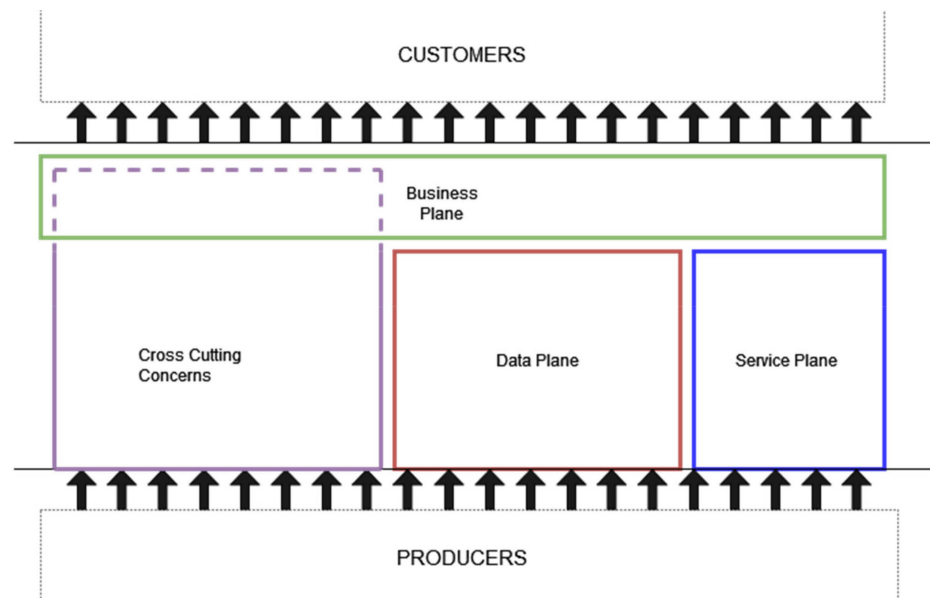 CUSTOMERS
Business
Plane
Cross Cutting
Concerns
Data Plane
Service Plane
PRODUCERS